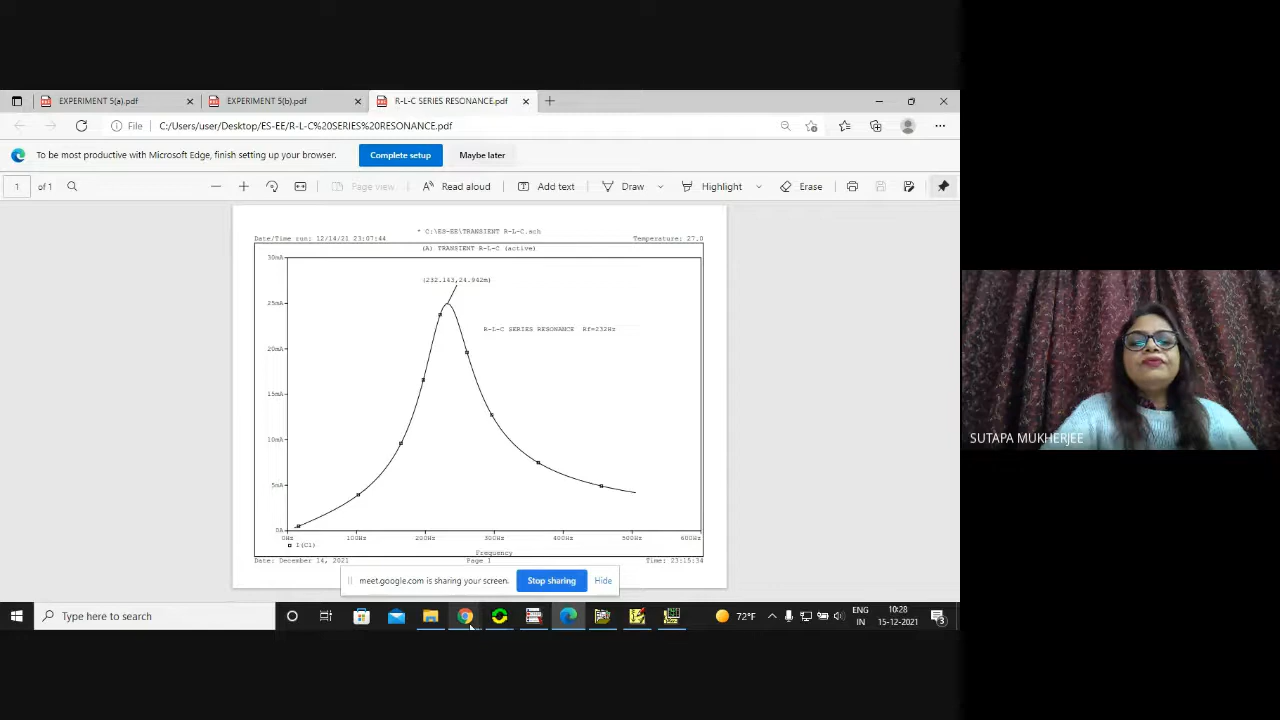 EXPERIMENT 5(a).pdf
EXPERIMENT 5(b).pdf
R-L-C SERIES RESONANCE.pdf
File
C:/Users/user/Desktop/ES-EE/R-L-C%20SERIES%20RESONANCE.pdf
To be most productive with Microsoft Edge, finish setting up your browser.
Complete setup
Maybe later
1 of 1
Page view
Read aloud
Add text
Draw
Highlight
Erase
* C:\ES-EE\TRANSIENT R-L-C.sch
Date/Time run: 12/14/21 23:07:44
Temperature: 27.0
(A) TRANSIENT R-L-C (active)
30mA
(232.143,24.942m)
25mA
R-L-C SERIES RESONANCE Rf=232Hz
20mA
15mA
10mA
5mA
0A
0Hz 100Hz 200Hz 300Hz 400Hz 500Hz 600Hz
I(C1)
Frequency
Date: December 14, 2021
Page 1
Time: 23:15:34
meet.google.com is sharing your screen.
Stop sharing
Hide
SUTAPA MUKHERJEE
Type here to search
72°F
ENG
IN
10:28
15-12-2021
3